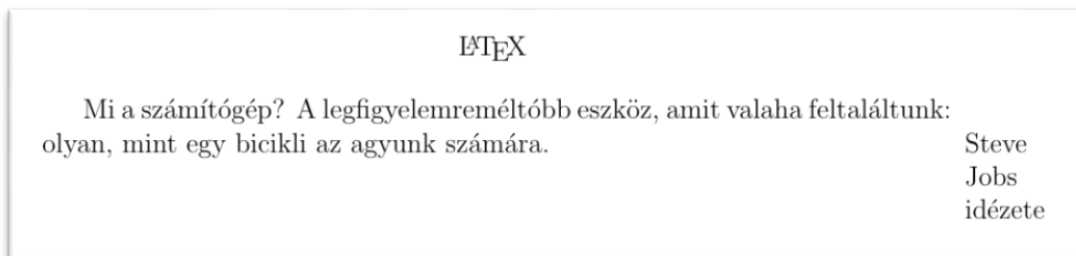 LATEX
Mi a számítógép? A legfigyelemreméltóbb eszköz, amit valaha feltaláltunk:
olyan, mint egy bicikli az agyunk számára.
Steve
Jobs
idézete